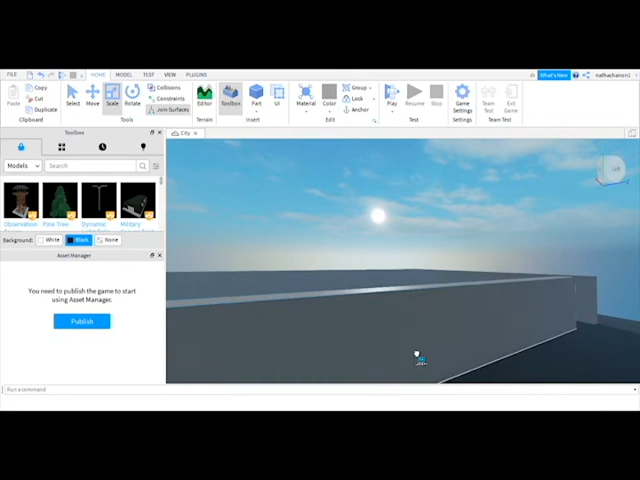 FILE HOME MODEL TEST VIEW PLUGINS What's New nathachanon1
Copy Collisions Group
Cut Constraints Lock
Paste Duplicate Select Move Scale Rotate Join Surfaces Editor Toolbox Part UI Material Color Anchor Play Resume Stop Game Settings Team Test Exit Game
Clipboard Tools Terrain Insert Edit Test Settings Team Test
Toolbox
City
Models Search
Left
Observation Pine Tree Dynamic Military
Background: White Black None
Asset Manager
You need to publish the game to start
using Asset Manager.
Publish
Run a command